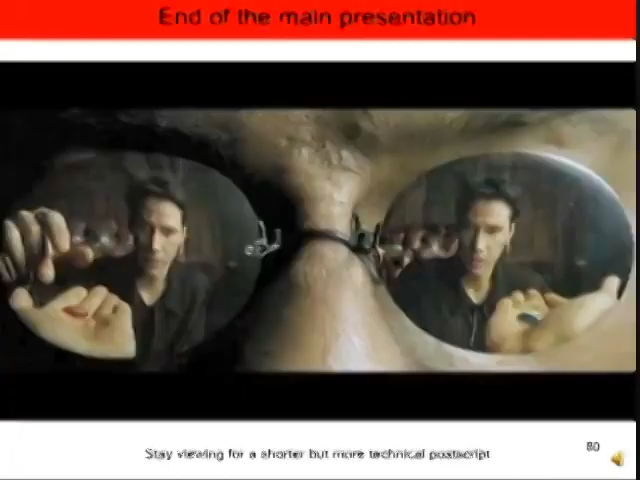 End of the main presentation
Stay viewing for a shorter but more technical postscript
80